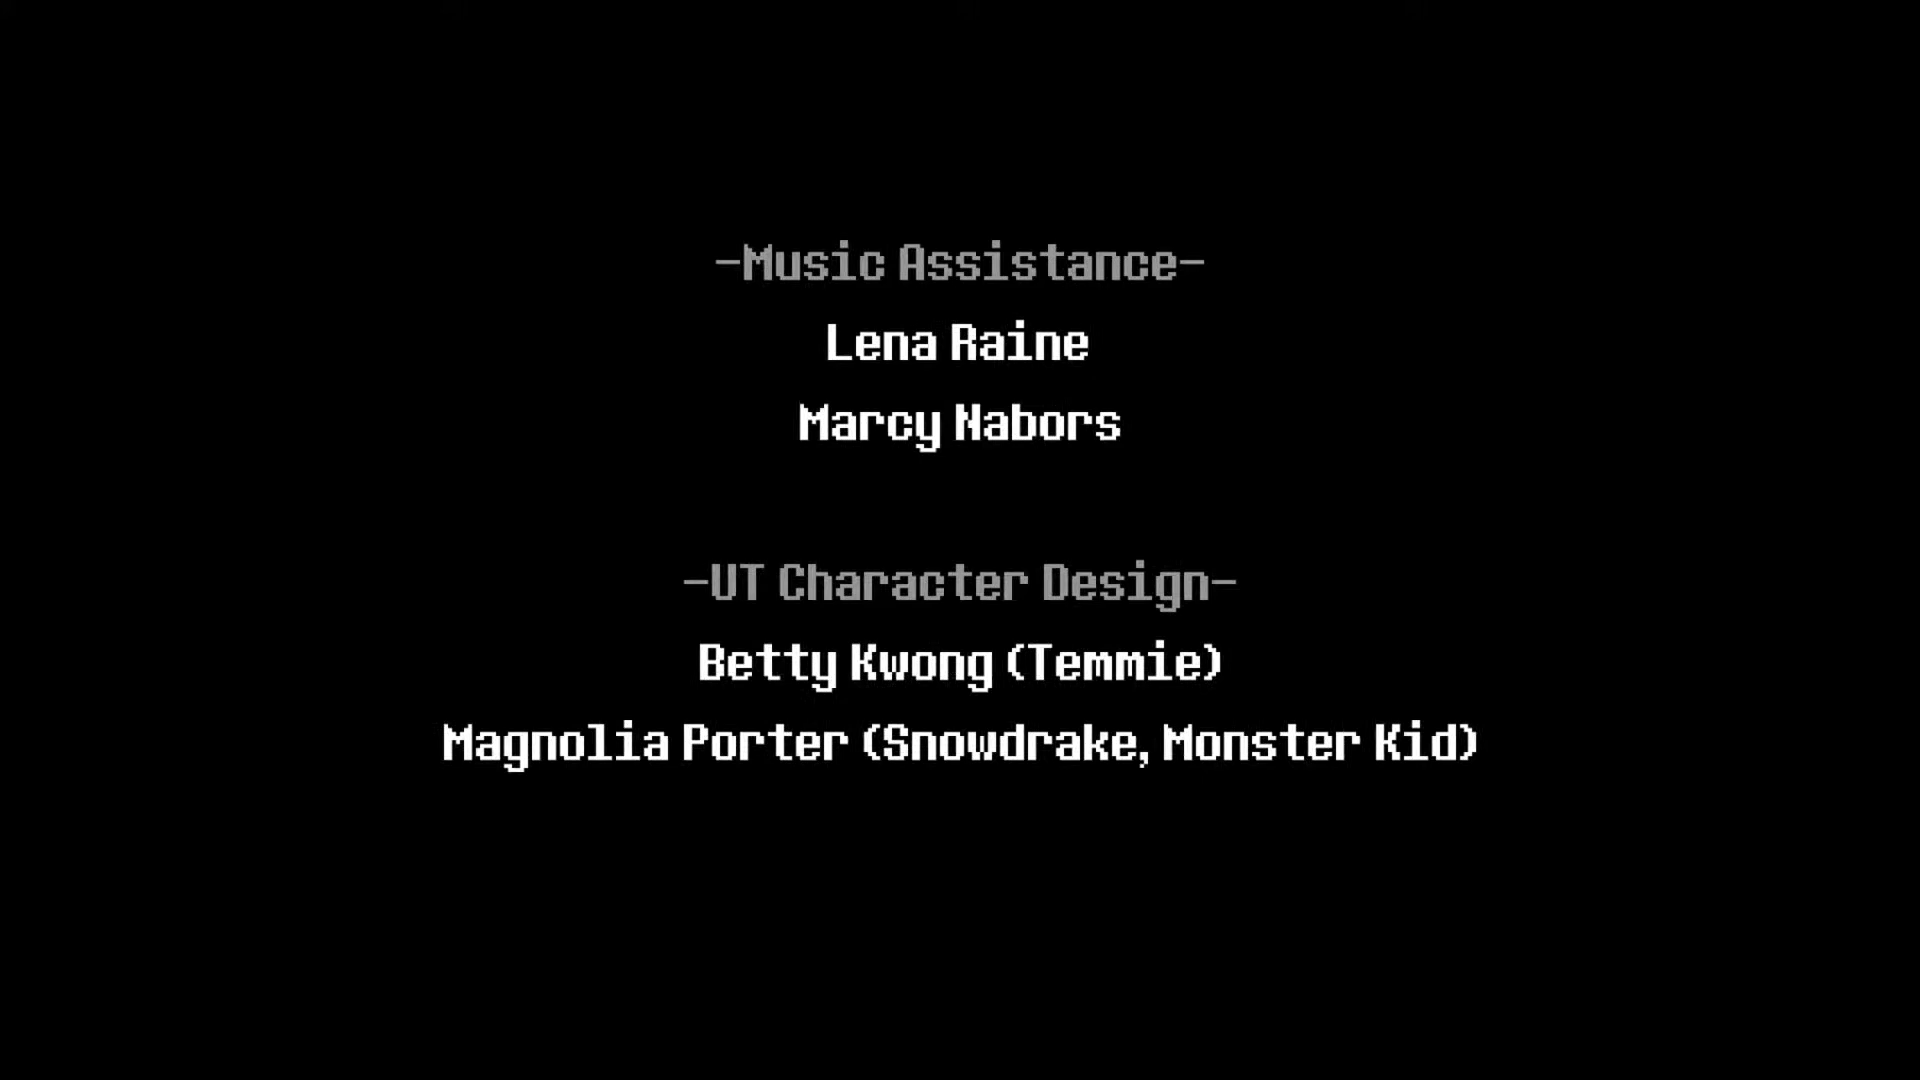 -Music Assistance-
Lena Raine
Marcy Nabors
-UT Character Design-
Betty Kwong (Temmie)
Magnolia Porter (Snowdrake, Monster Kid)